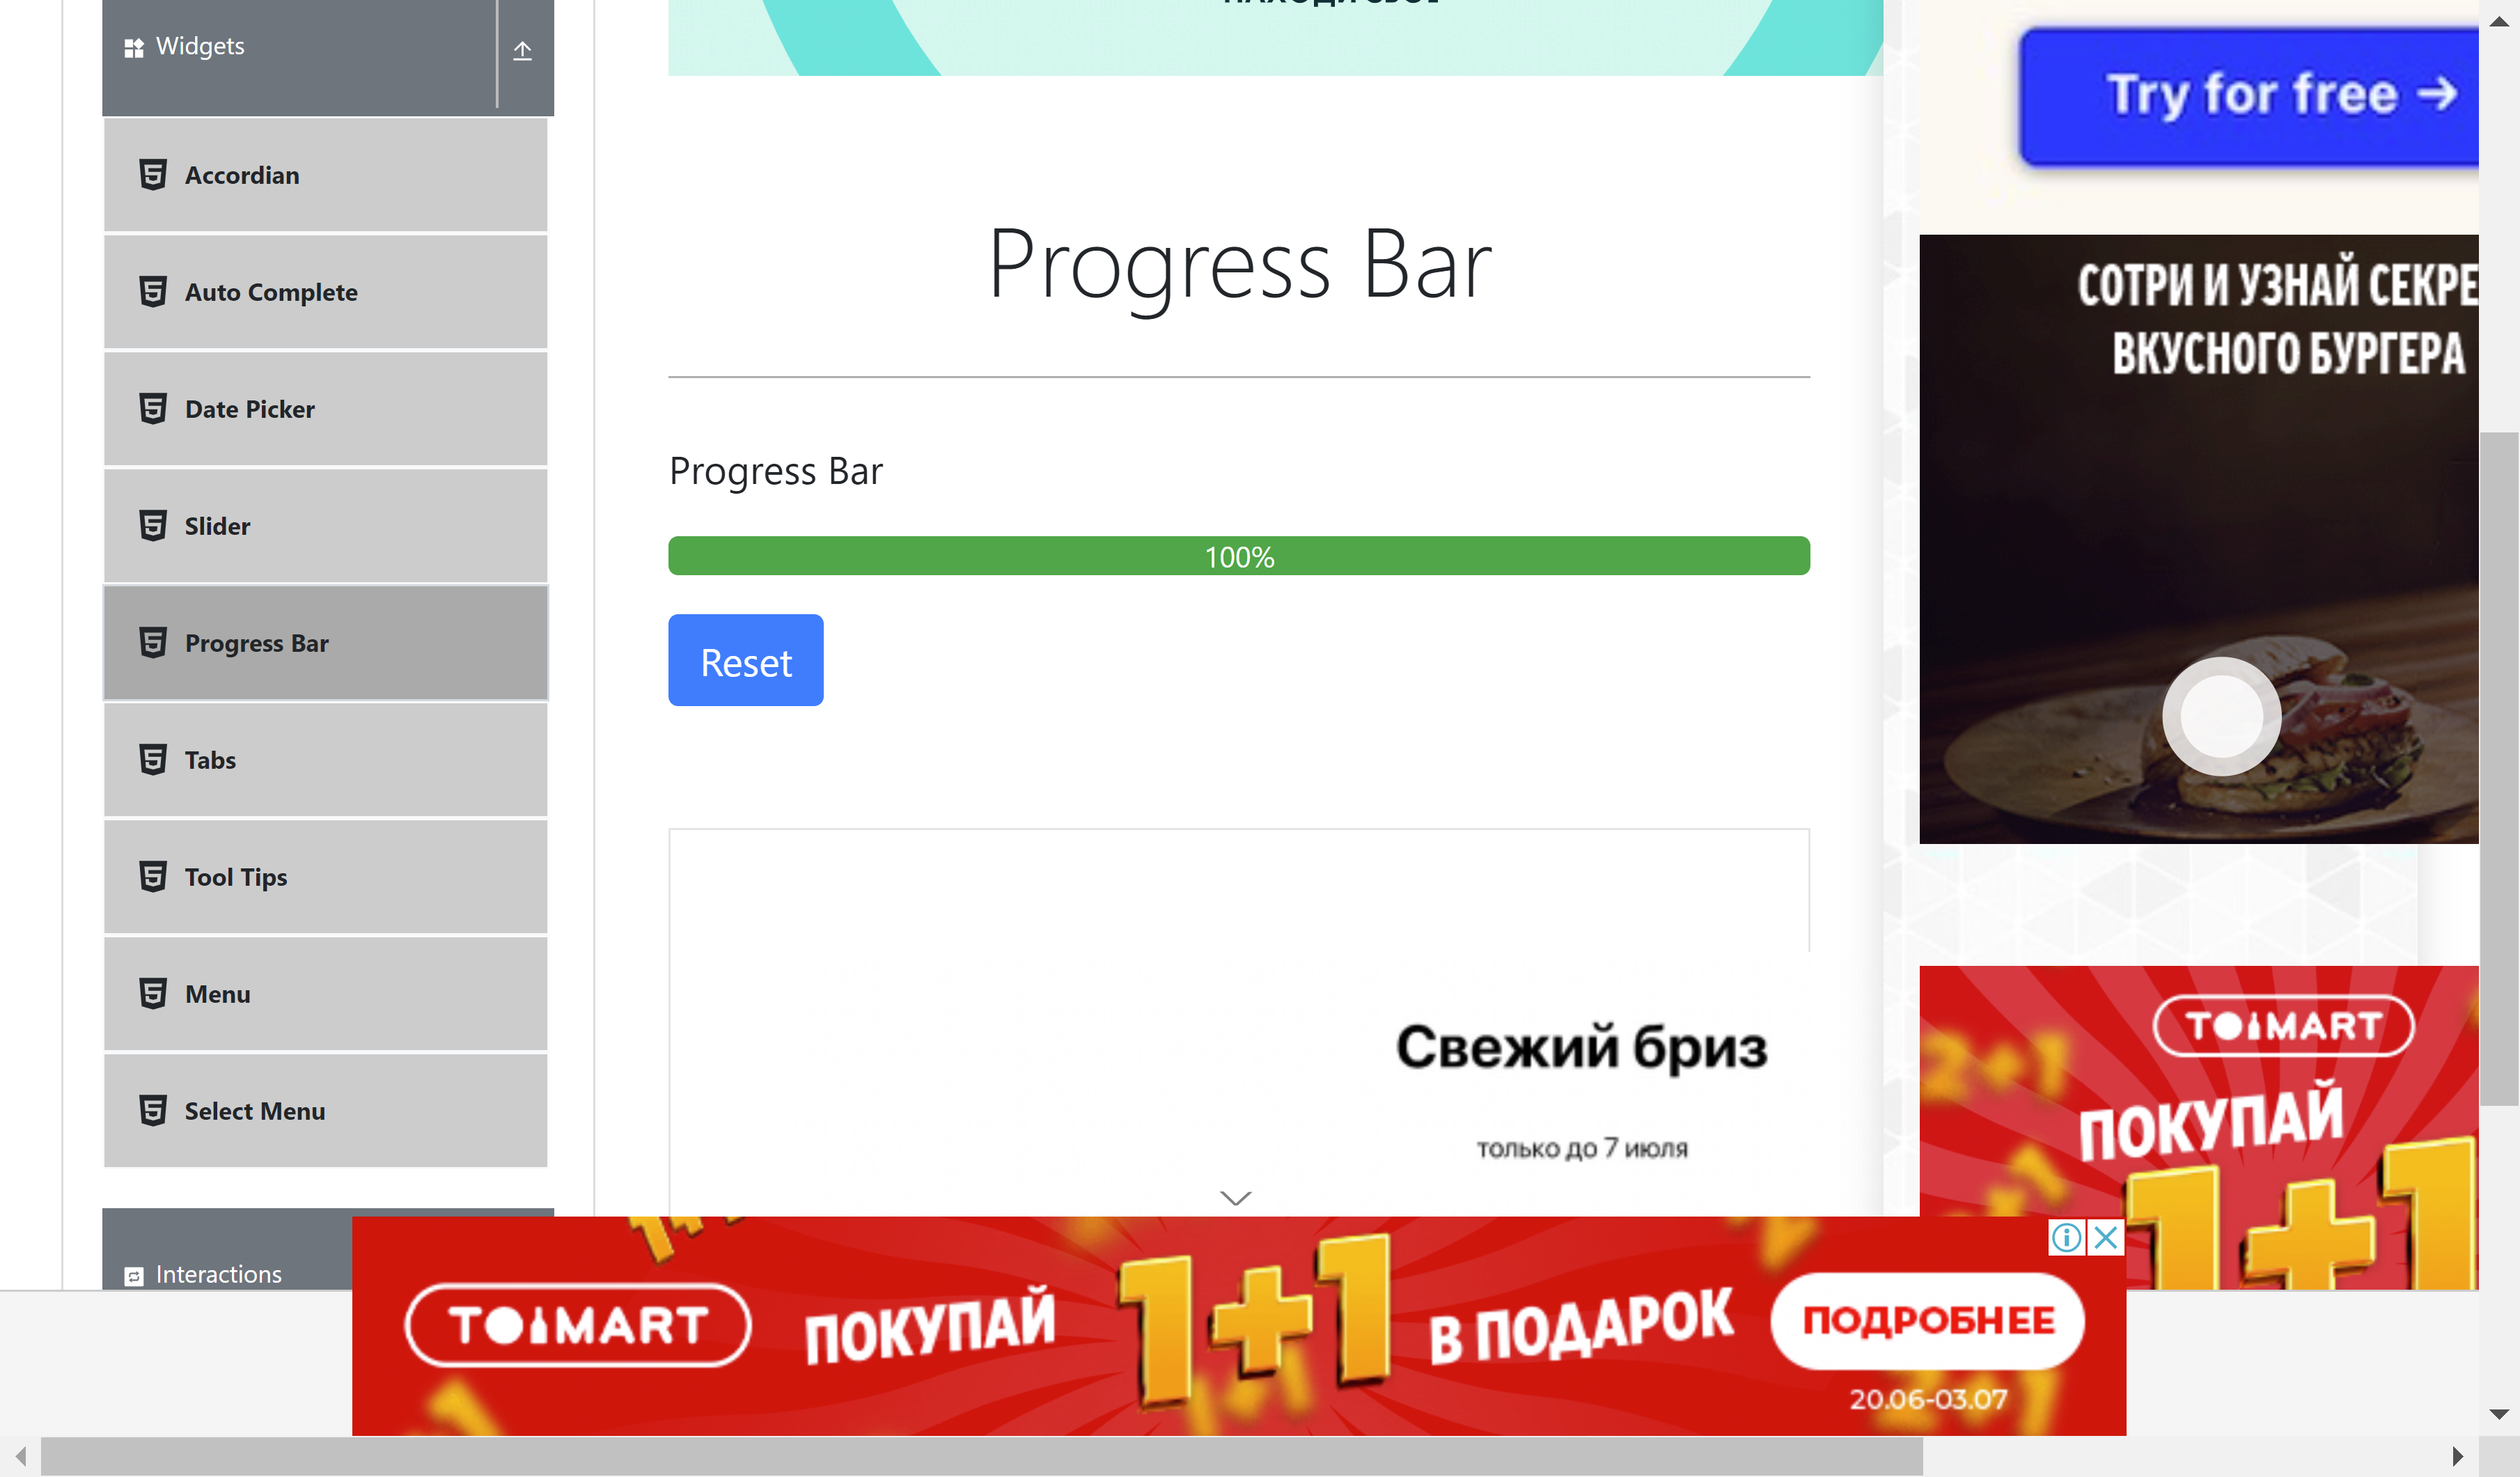 Widgets
Accordian
Auto Complete
Date Picker
Slider
Progress Bar
Tabs
Tool Tips
Menu
Select Menu
Interactions
Progress Bar
Progress Bar
100%
Reset
Свежий бриз
только до 7 июля
Try for free →
СОТРИ И УЗНАЙ СЕКРЕ
ВКУСНОГО БУРГЕРА
2+1
TOIMART
ПОКУПАЙ
1+1
TOIMART
ПОКУПАЙ
1+1
В ПОДАРОК
ПОДРОБНЕЕ
20.06-03.07